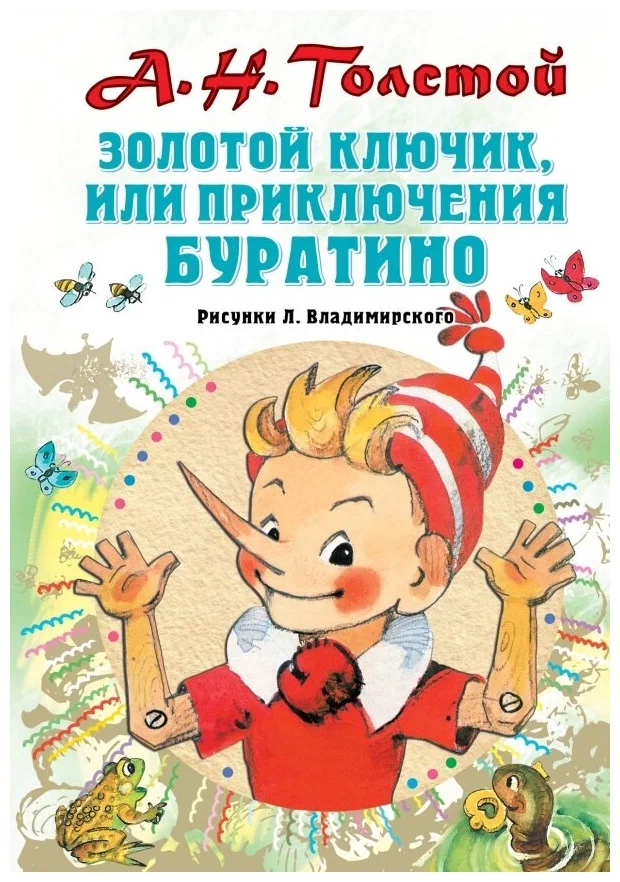 А. Н. Толстой
ЗОЛОТОЙ КЛЮЧИК,
ИЛИ ПРИКЛЮЧЕНИЯ
БУРАТИНО
Рисунки Л. Владимирского